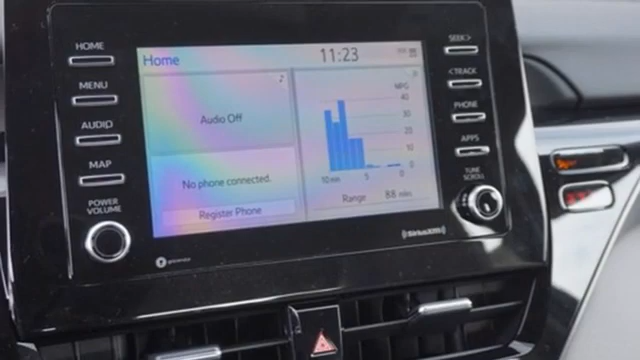 HOME
MENU
AUDIO
MAP
POWER
VOLUME
Home
11:23
Audio Off
No phone connected.
Register Phone
MPG
40
30
20
10
0
10 min
5
0
Range
88 miles
SEEK>
<TRACK
PHONE
APPS
TUNE
SCROLL
SiriusXM